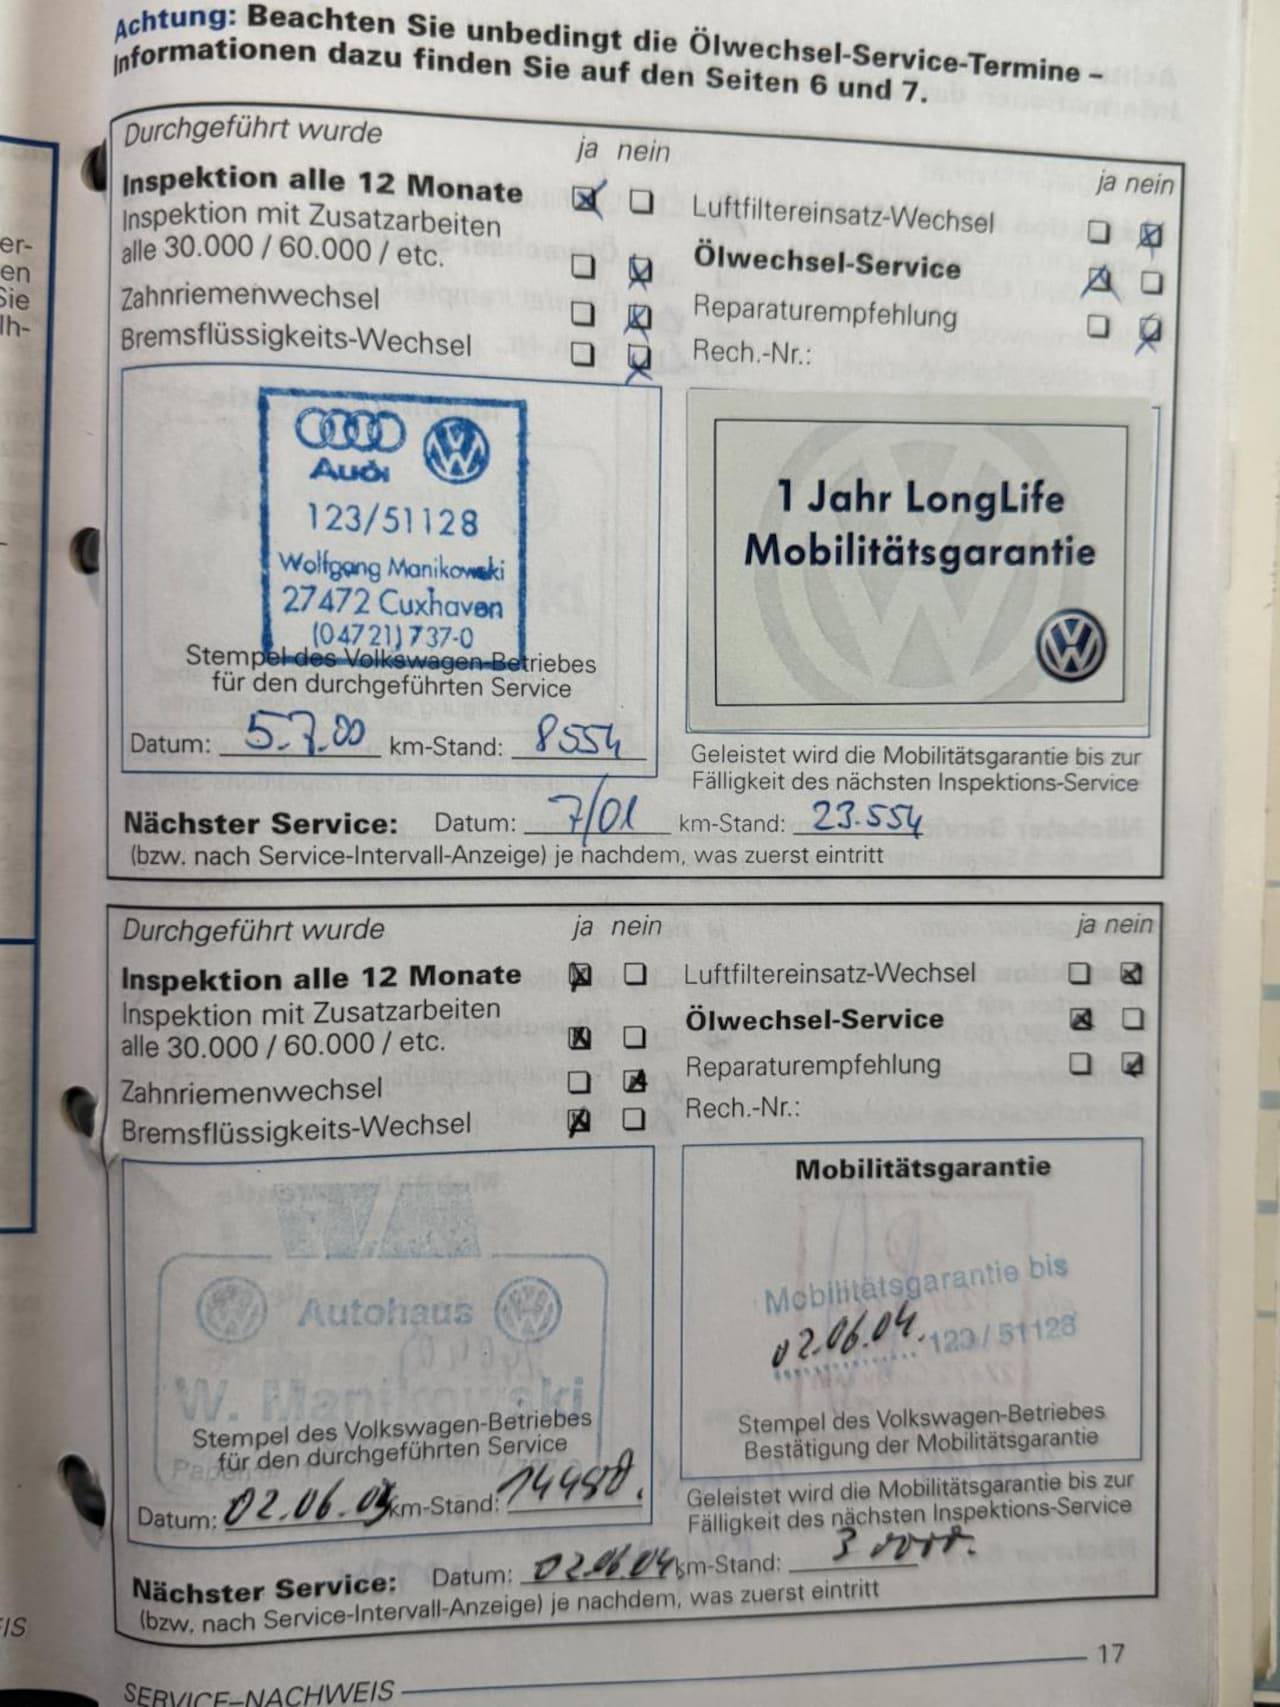 Achtung: Beachten Sie unbedingt die Ölwechsel-Service-Termine –
Informationen dazu finden Sie auf den Seiten 6 und 7.
er-
en
Sie
lh-
Durchgeführt wurde
ja nein
ja nein
Inspektion alle 12 Monate
Inspektion mit Zusatzarbeiten
alle 30.000 / 60.000 / etc.
Zahnriemenwechsel
Bremsflüssigkeits-Wechsel
Luftfiltereinsatz-Wechsel
Ölwechsel-Service
Reparaturempfehlung
Rech.-Nr.:
Audi
123/51128
Wolfgang Manikowski
27472 Cuxhaven
(04721) 737-0
Stempel des Volkswagen-Betriebes
für den durchgeführten Service
Datum: 5.7.00 km-Stand: 8554
1 Jahr LongLife
Mobilitätsgarantie
Geleistet wird die Mobilitätsgarantie bis zur
Fälligkeit des nächsten Inspektions-Service
Nächster Service: Datum: 7/01 km-Stand: 23.554
(bzw. nach Service-Intervall-Anzeige) je nachdem, was zuerst eintritt
Durchgeführt wurde
ja nein
ja nein
Inspektion alle 12 Monate
Inspektion mit Zusatzarbeiten
alle 30.000 / 60.000 / etc.
Zahnriemenwechsel
Bremsflüssigkeits-Wechsel
Luftfiltereinsatz-Wechsel
Ölwechsel-Service
Reparaturempfehlung
Rech.-Nr.:
Autohaus
W. Manikowski
Stempel des Volkswagen-Betriebes
für den durchgeführten Service
Datum: 02.06.03 km-Stand: 14480.
Mobilitätsgarantie
Mobilitätsgarantie bis
02.06.04. 123/51128
Stempel des Volkswagen-Betriebes
Bestätigung der Mobilitätsgarantie
Geleistet wird die Mobilitätsgarantie bis zur
Fälligkeit des nächsten Inspektions-Service
Nächster Service: Datum: 02.06.04 km-Stand:
(bzw. nach Service-Intervall-Anzeige) je nachdem, was zuerst eintritt
EIS
17
SERVICE–NACHWEIS